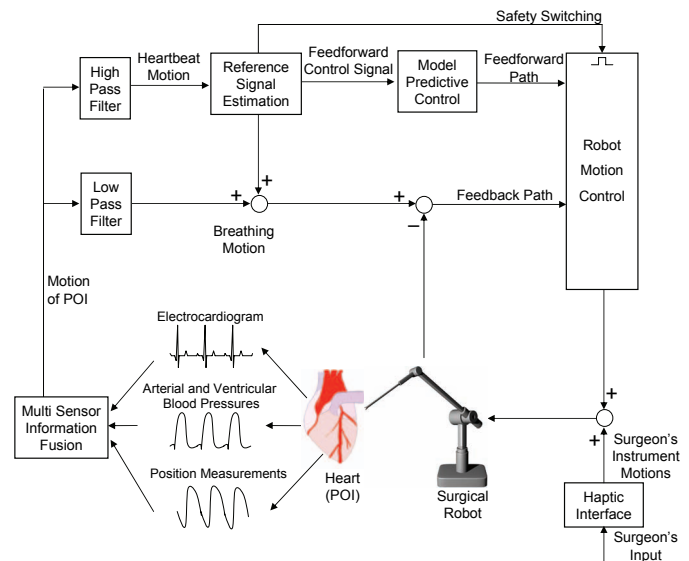 Safety Switching
High
Pass
Filter
Heartbeat
Motion
Reference
Signal
Estimation
Feedforward
Control Signal
Model
Predictive
Control
Feedforward
Path
Robot
Motion
Control
+
Low
Pass
Filter
+
Breathing
Motion
+
−
Feedback Path
Motion
of POI
Electrocardiogram
Arterial and Ventricular
Blood Pressures
Position Measurements
Multi Sensor
Information
Fusion
Heart
(POI)
Surgical
Robot
+
+
Surgeon's
Instrument
Motions
Haptic
Interface
Surgeon's
Input